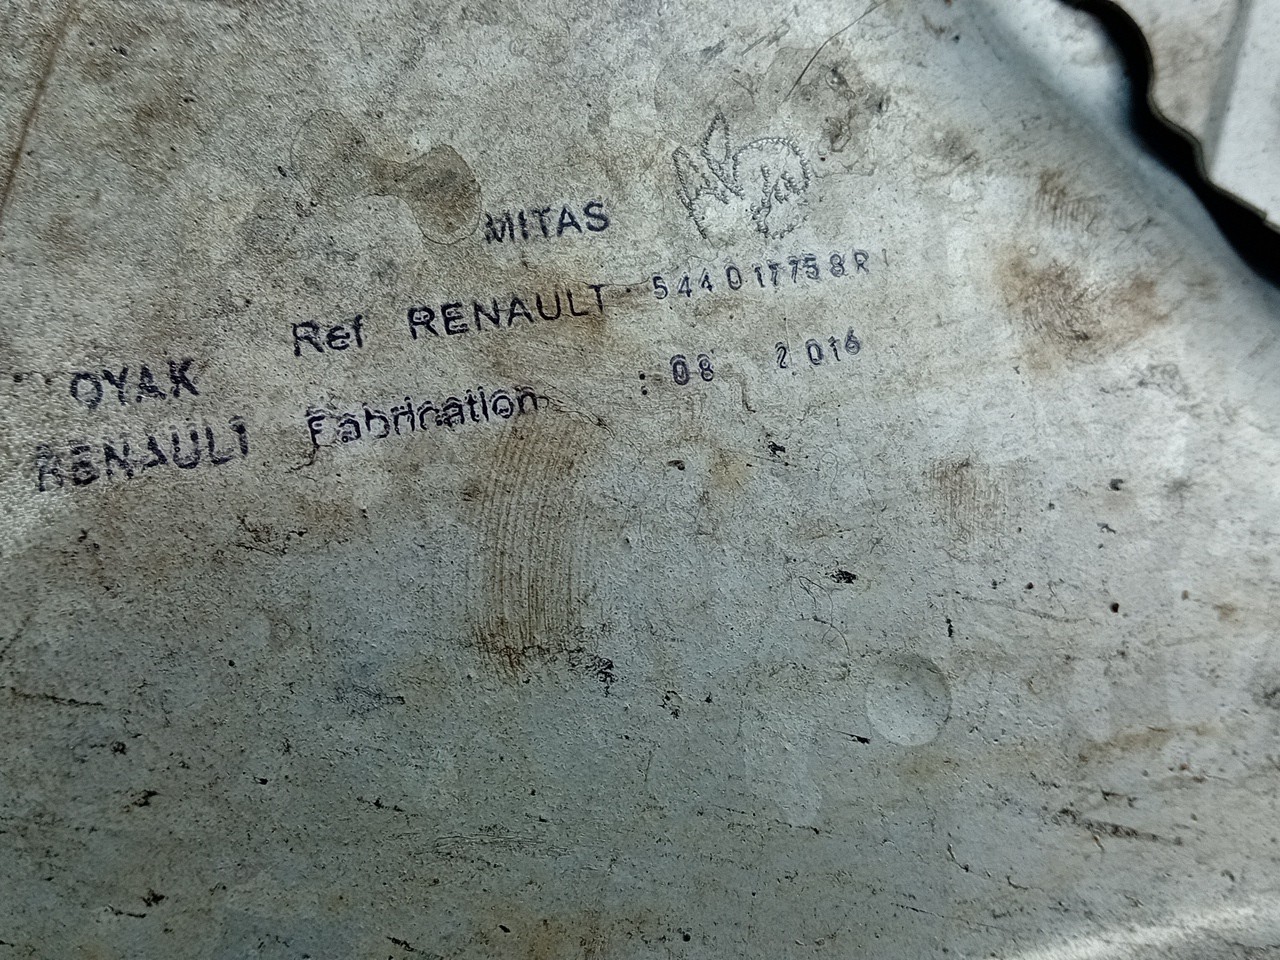 MITAS
Ref RENAULT 544017758R
OYAK
RENAULT Fabrication : 08 2016